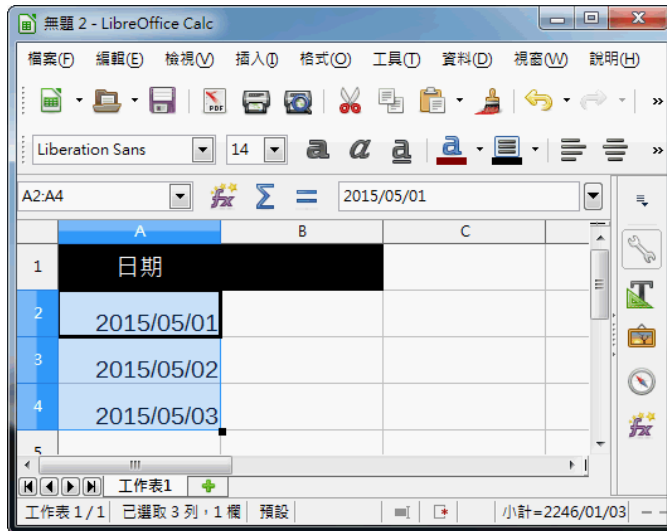 無題 2 - LibreOffice Calc
檔案(F) 編輯(E) 檢視(V) 插入(I) 格式(O) 工具(T) 資料(D) 視窗(W) 說明(H)
PDF
»
Liberation Sans 14 a a a a »
A2:A4 fx Σ = 2015/05/01
A B C
1 日期
2 2015/05/01
3 2015/05/02
4 2015/05/03
5
工作表1
工作表 1 / 1 已選取 3 列，1 欄 預設 小計=2246/01/03